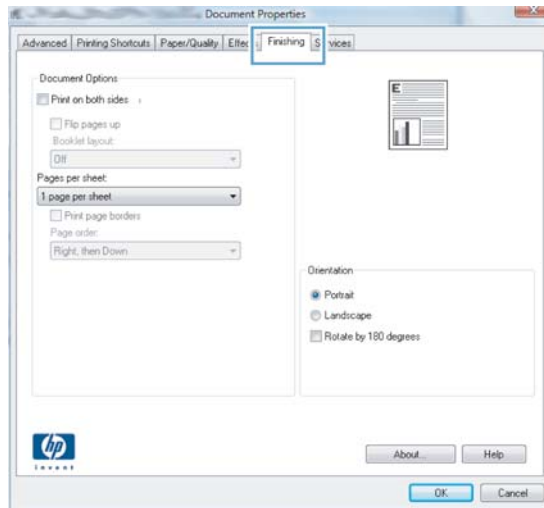 Document Properties
Advanced Printing Shortcuts Paper/Quality Finishing
Document Options
Print on both sides
Flip pages up
Booklet layout:
Off
Pages per sheet:
1 page per sheet
Print page borders
Page order:
Right, then Down
E
Orientation
Portrait
Landscape
Rotate by 180 degrees
hp
invent
About... Help
OK Cancel